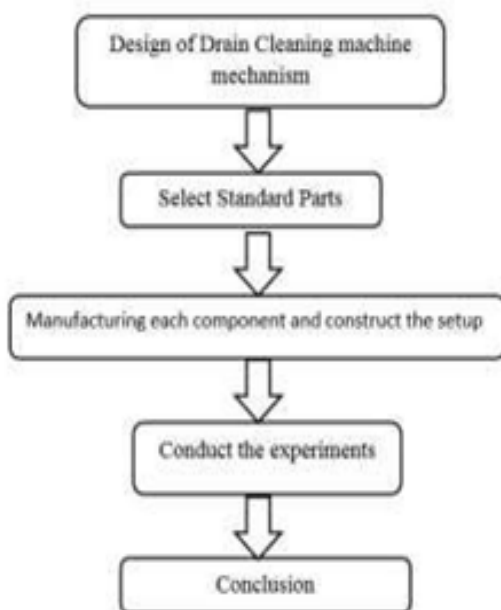 Design of Drain Cleaning machine
mechanism
Select Standard Parts
Manufacturing each component and construct the setup
Conduct the experiments
Conclusion